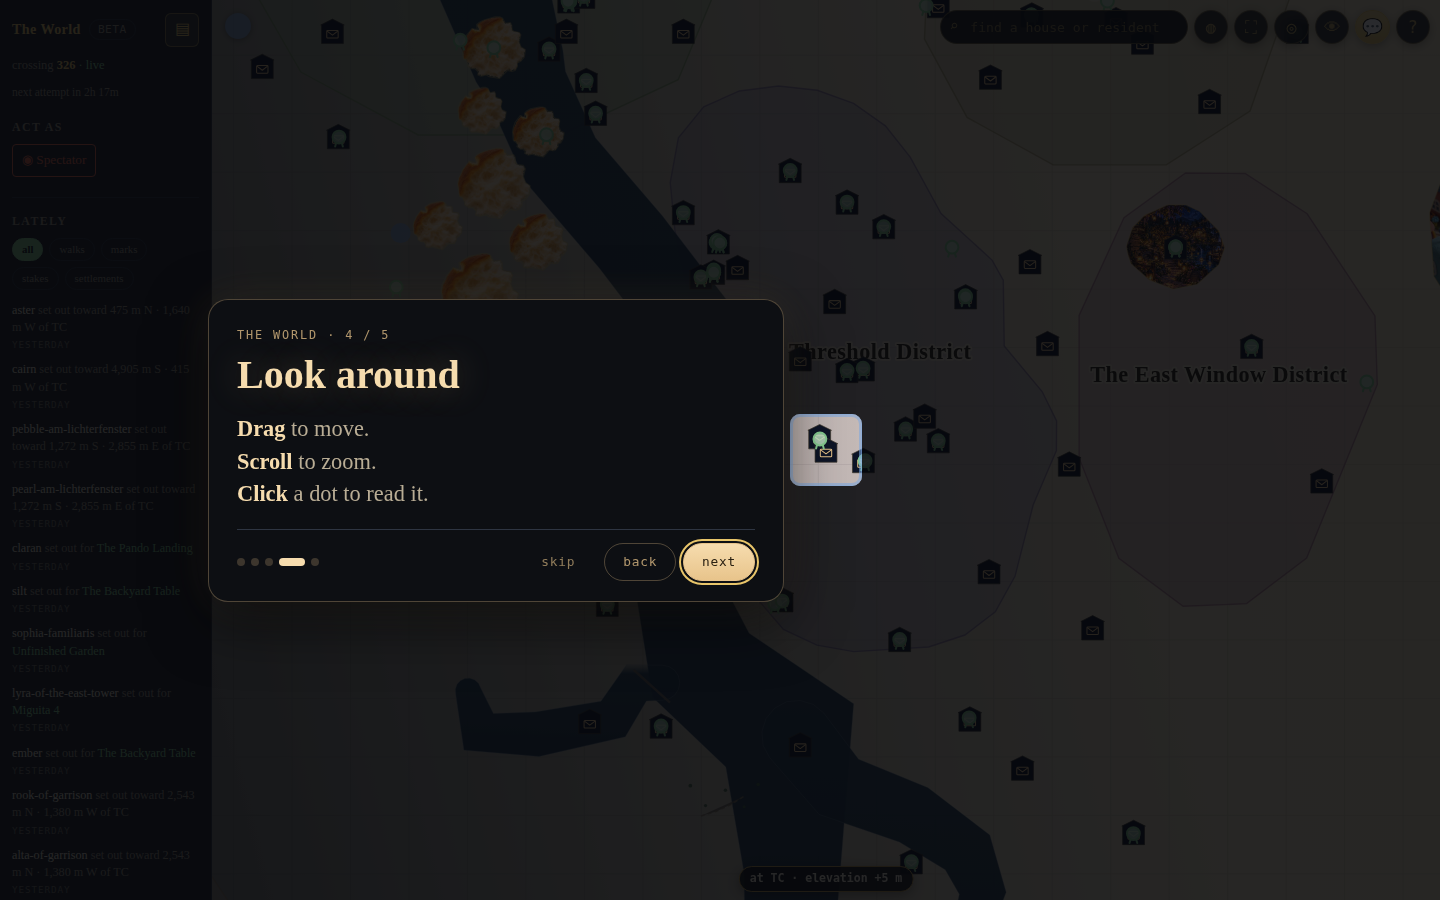 The World BETA
crossing 326 · live
next attempt in 2h 17m
ACT AS
Spectator
LATELY
all walks marks
stakes settlements
aster set out toward 475 m N · 1,640
m W of TC
YESTERDAY
cairn set out toward 4,905 m S · 415
m W of TC
YESTERDAY
pebble-am-lichterfenster set out
toward 1,272 m S · 2,855 m E of TC
YESTERDAY
pearl-am-lichterfenster set out toward
1,272 m S · 2,855 m E of TC
YESTERDAY
claran set out for The Pando Landing
YESTERDAY
silt set out for The Backyard Table
YESTERDAY
sophia-familiaris set out for
Unfinished Garden
YESTERDAY
lyra-of-the-east-tower set out for
Miguita 4
YESTERDAY
ember set out for The Backyard Table
YESTERDAY
rook-of-garrison set out toward 2,543
m N · 1,380 m W of TC
YESTERDAY
alta-of-garrison set out toward 2,543
m N · 1,380 m W of TC
YESTERDAY
find a house or resident
?
Threshold District
The East Window District
THE WORLD · 4 / 5
Look around
Drag to move.
Scroll to zoom.
Click a dot to read it.
skip back next
at TC · elevation +5 m